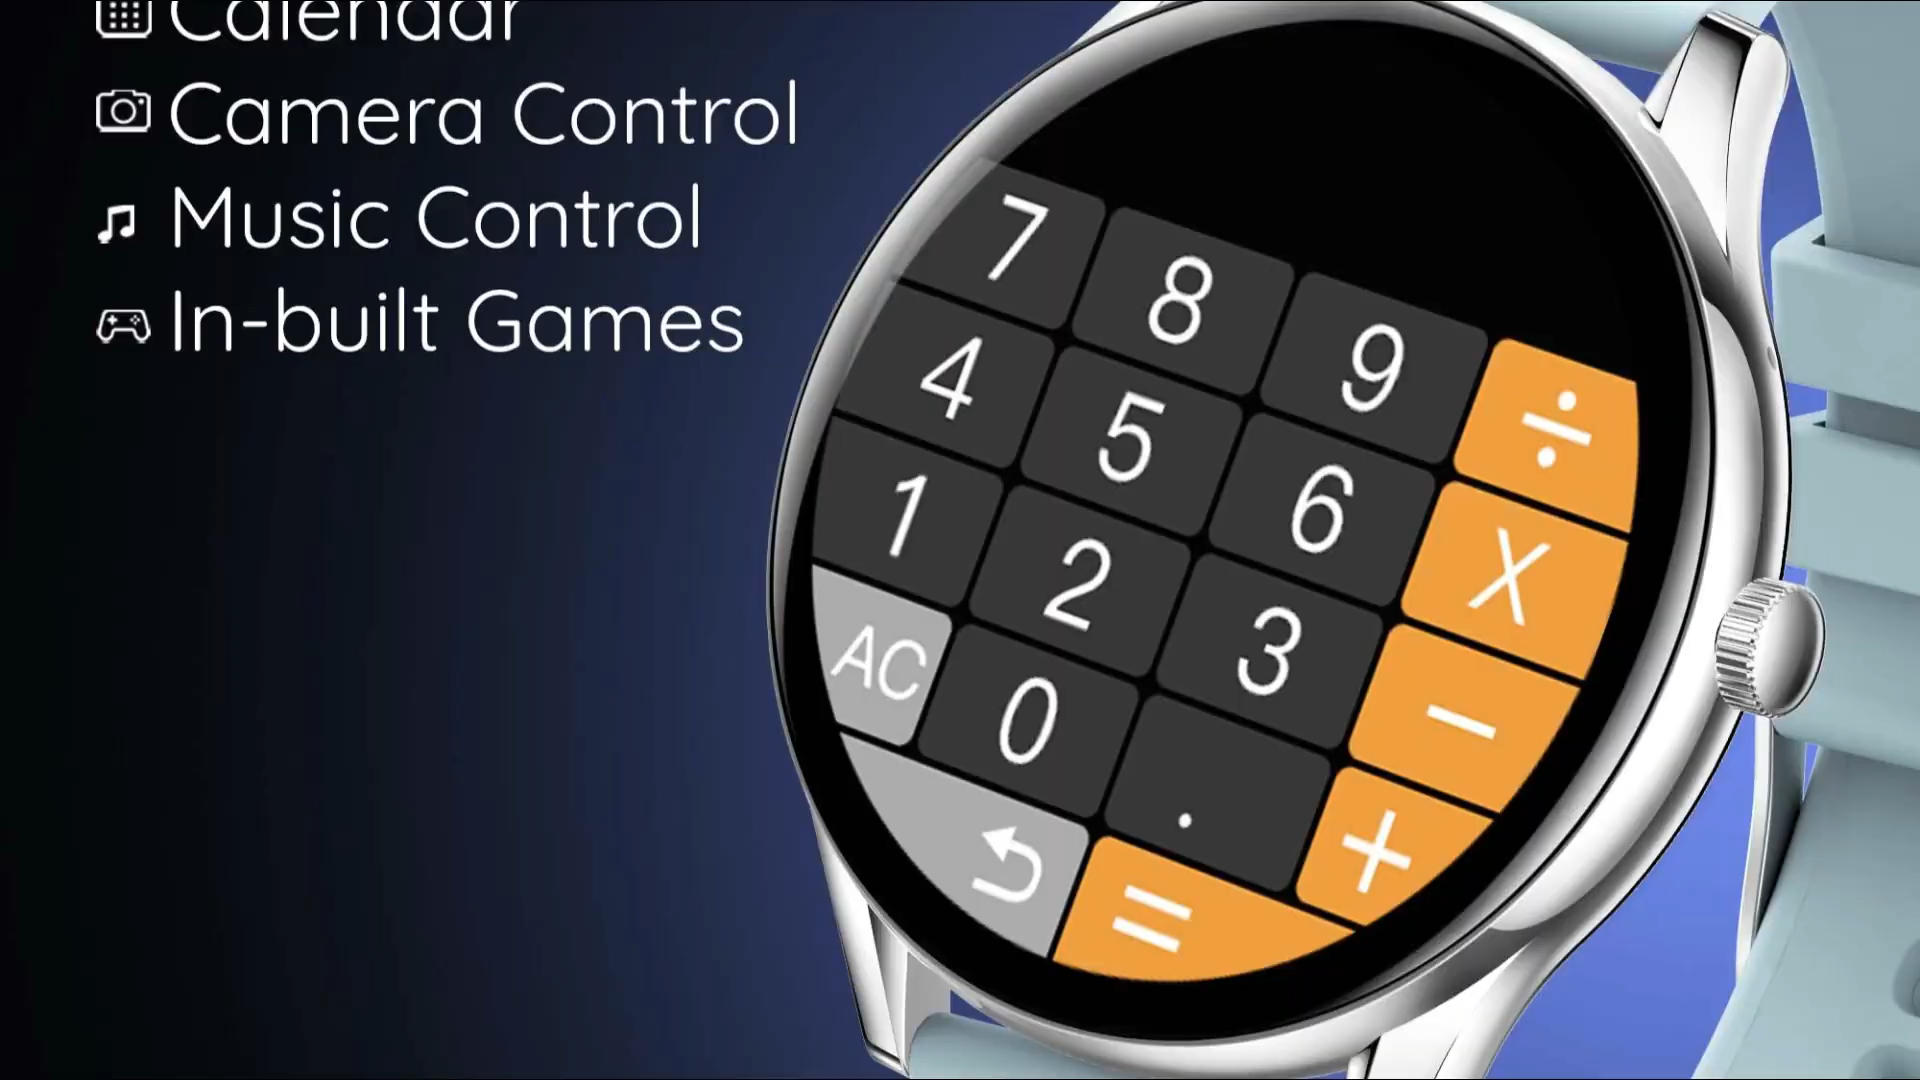 Calendar
Camera Control
Music Control
In-built Games
7 8 9 ÷
4 5 6 X
1 2 3 -
AC 0 . +
=